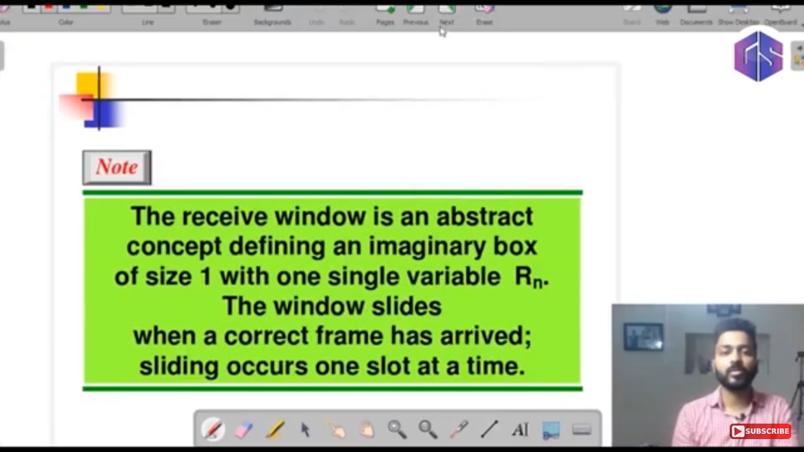 Color
Line
Eraser
Backgrounds
Undo
Redo
Pages
Previous
Next
Erase
Board
Web
Documents
Show Desktop
OpenBoard
Note
The receive window is an abstract
concept defining an imaginary box
of size 1 with one single variable Rn.
The window slides
when a correct frame has arrived;
sliding occurs one slot at a time.
AI
SUBSCRIBE